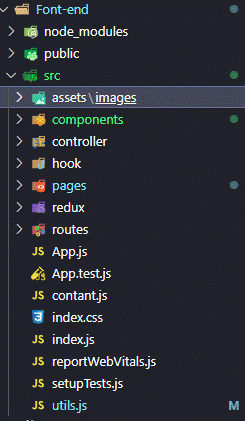 Font-end
node_modules
public
src
assets\images
components
controller
hook
pages
redux
routes
JS App.js
App.test.js
JS contant.js
index.css
JS index.js
JS reportWebVitals.js
JS setupTests.js
JS utils.js M